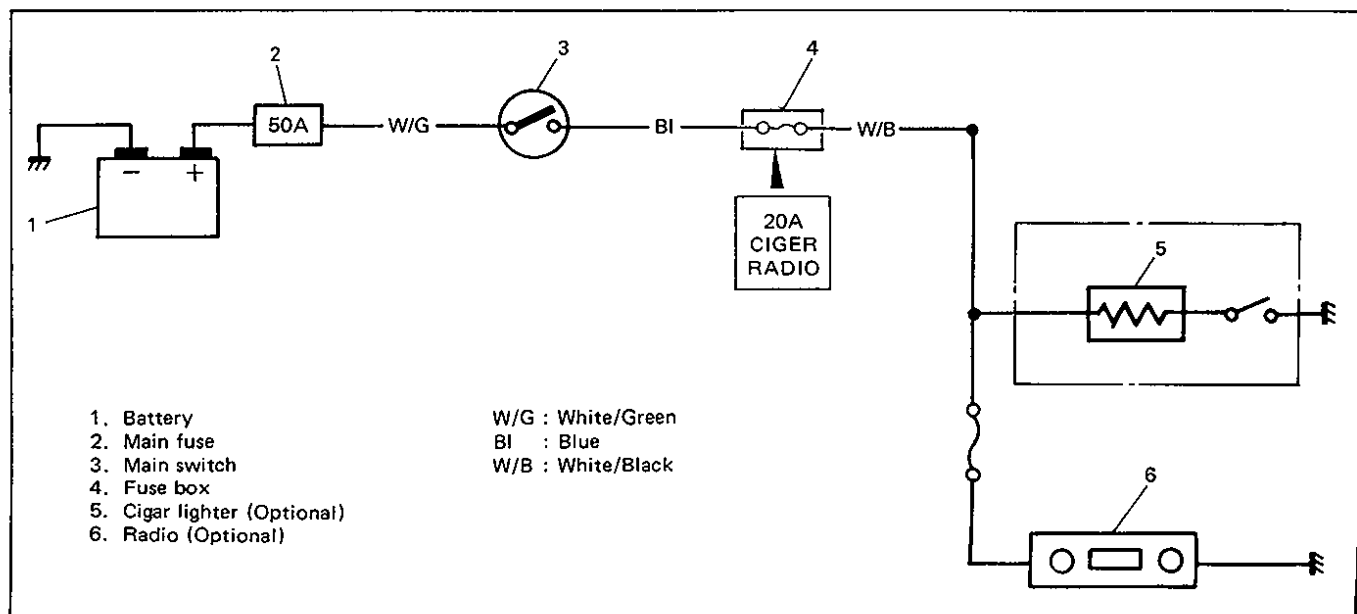 2
3
4
50A
W/G
Bl
W/B
- +
1
20A
CIGER
RADIO
5
1. Battery
2. Main fuse
3. Main switch
4. Fuse box
5. Cigar lighter (Optional)
6. Radio (Optional)
W/G : White/Green
Bl : Blue
W/B : White/Black
6